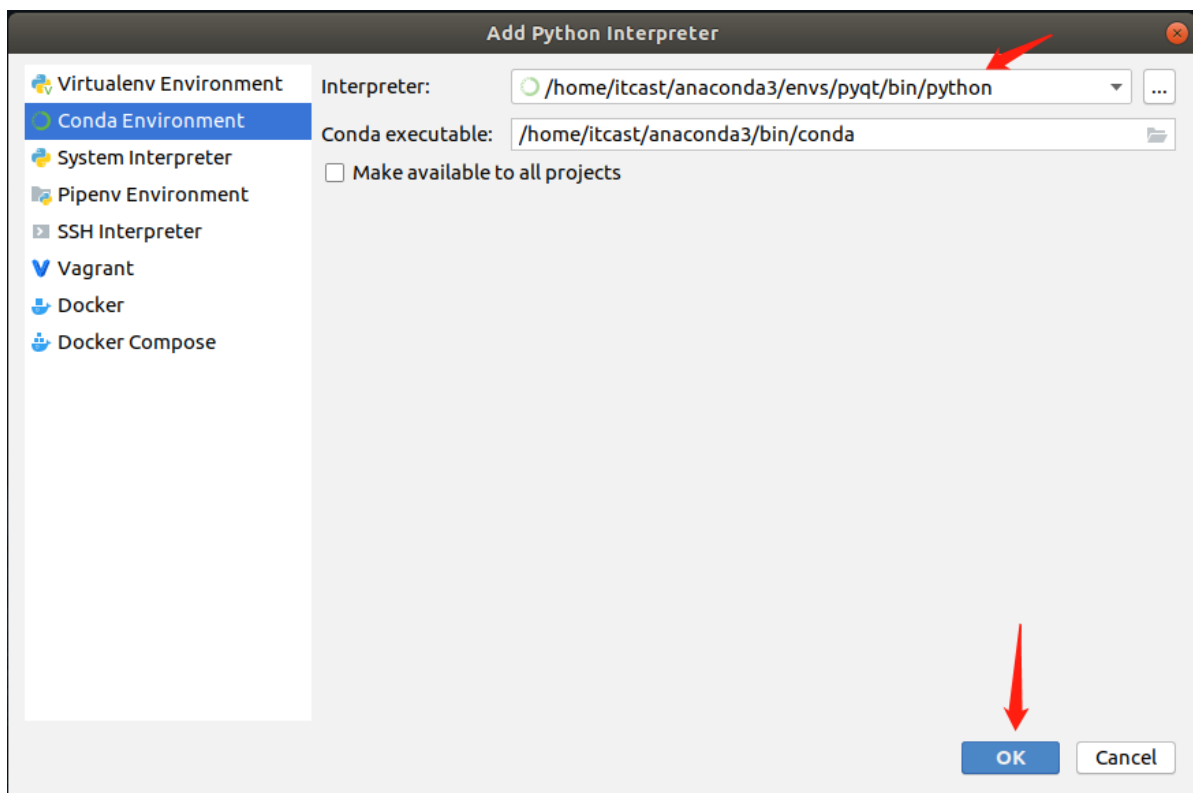 Add Python Interpreter
Virtualenv Environment
Conda Environment
System Interpreter
Pipenv Environment
SSH Interpreter
Vagrant
Docker
Docker Compose
Interpreter: /home/itcast/anaconda3/envs/pyqt/bin/python ...
Conda executable: /home/itcast/anaconda3/bin/conda
Make available to all projects
OK Cancel